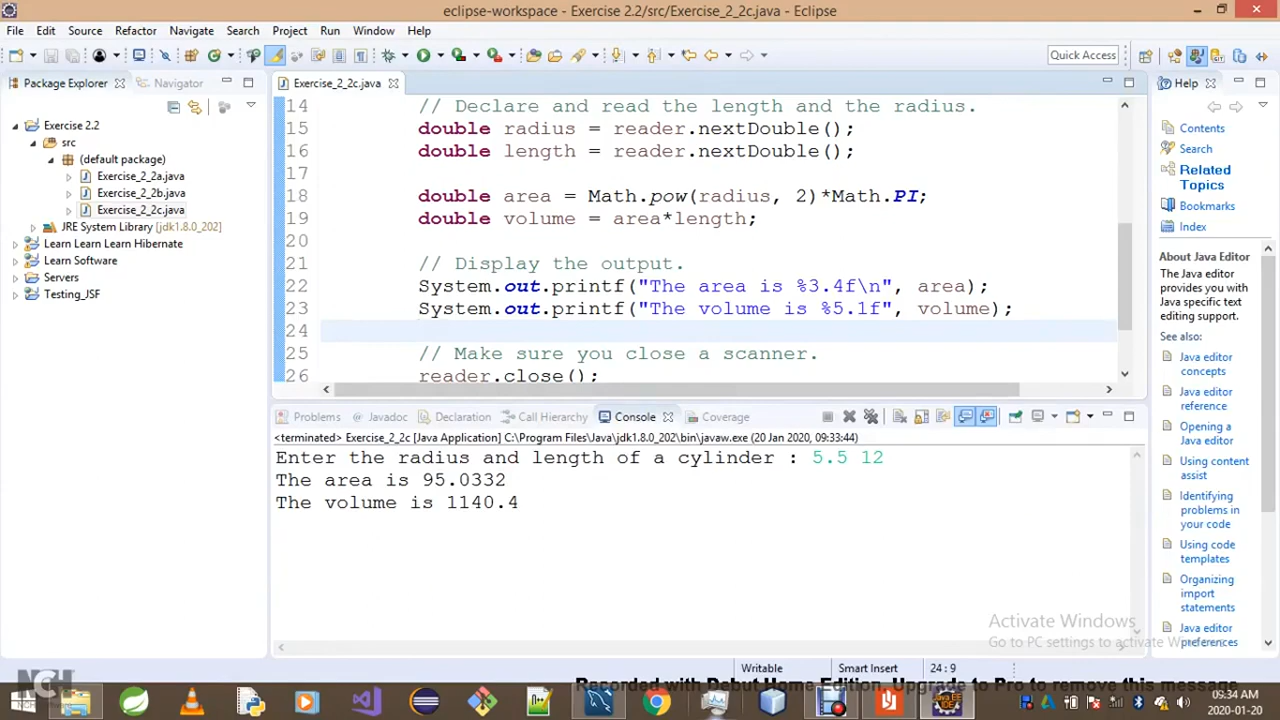 eclipse-workspace - Exercise 2.2/src/Exercise_2_2c.java - Eclipse
File Edit Source Refactor Navigate Search Project Run Window Help
Quick Access
Package Explorer Navigator
Exercise_2_2c.java
Help
Exercise 2.2
src
(default package)
Exercise_2_2a.java
Exercise_2_2b.java
Exercise_2_2c.java
JRE System Library [jdk1.8.0_202]
Learn Learn Learn Hibernate
Learn Software
Servers
Testing_JSF
14 // Declare and read the length and the radius.
15 double radius = reader.nextDouble();
16 double length = reader.nextDouble();
17
18 double area = Math.pow(radius, 2)*Math.PI;
19 double volume = area*length;
20
21 // Display the output.
22 System.out.printf("The area is %3.4f\n", area);
23 System.out.printf("The volume is %5.1f", volume);
24
25 // Make sure you close a scanner.
26 reader.close();
Problems Javadoc Declaration Call Hierarchy Console Coverage
<terminated> Exercise_2_2c [Java Application] C:\Program Files\Java\jdk1.8.0_202\bin\javaw.exe (20 Jan 2020, 09:33:44)
Enter the radius and length of a cylinder : 5.5 12
The area is 95.0332
The volume is 1140.4
Contents
Search
Related
Topics
Bookmarks
Index
About Java Editor
The Java editor
provides you with
Java specific text
editing support.
See also:
Java editor
concepts
Java editor
reference
Opening a
Java editor
Using content
assist
Identifying
problems in
your code
Using code
templates
Organizing
import
statements
Java editor
preferences
Activate Windows
Go to PC settings to activate Windows.
Writable Smart Insert 24 : 9
NCH
Recorded with Debut Home Edition. Upgrade to Pro to remove this message
09:34 AM
2020-01-20